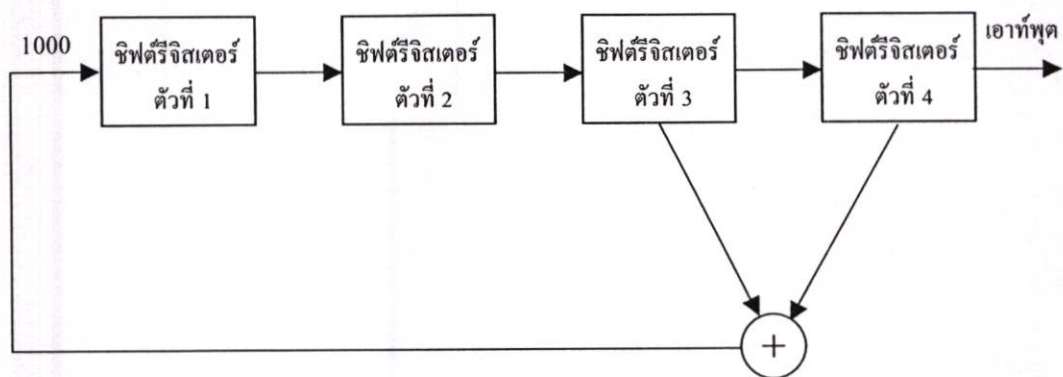 1000
ชิฟต์รีจิสเตอร์
ตัวที่ 1
ชิฟต์รีจิสเตอร์
ตัวที่ 2
ชิฟต์รีจิสเตอร์
ตัวที่ 3
ชิฟต์รีจิสเตอร์
ตัวที่ 4
เอาท์พุต
+